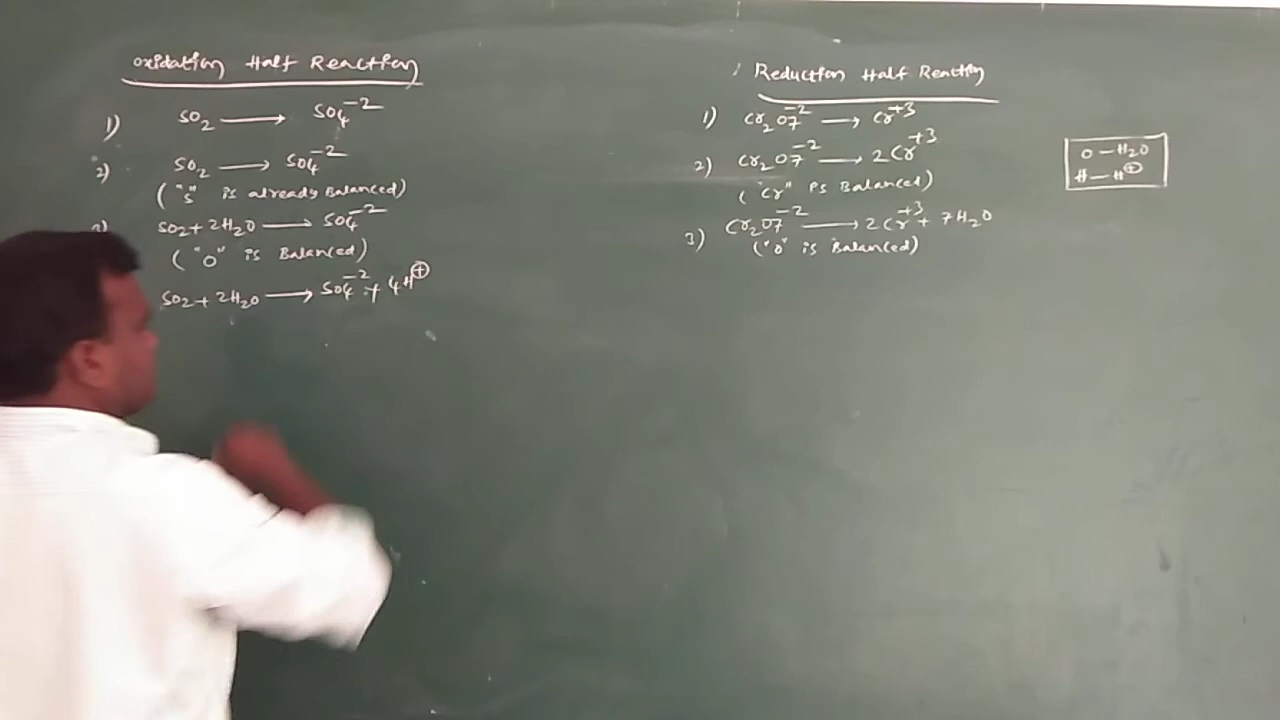 Oxidation Half Reaction
1) SO₂ ⟶ SO₄⁻²
2) SO₂ ⟶ SO₄⁻²
("S" is already Balanced)
SO₂ + 2H₂O ⟶ SO₄⁻²
("O" is Balanced)
SO₂ + 2H₂O ⟶ SO₄⁻² + 4H⊕
Reduction Half Reaction
1) Cr₂O₇⁻² ⟶ Cr⁺³
2) Cr₂O₇⁻² ⟶ 2Cr⁺³
("Cr" is Balanced)
3) Cr₂O₇⁻² ⟶ 2Cr⁺³ + 7H₂O
("O" is Balanced)
O — H₂O
H — H⊕